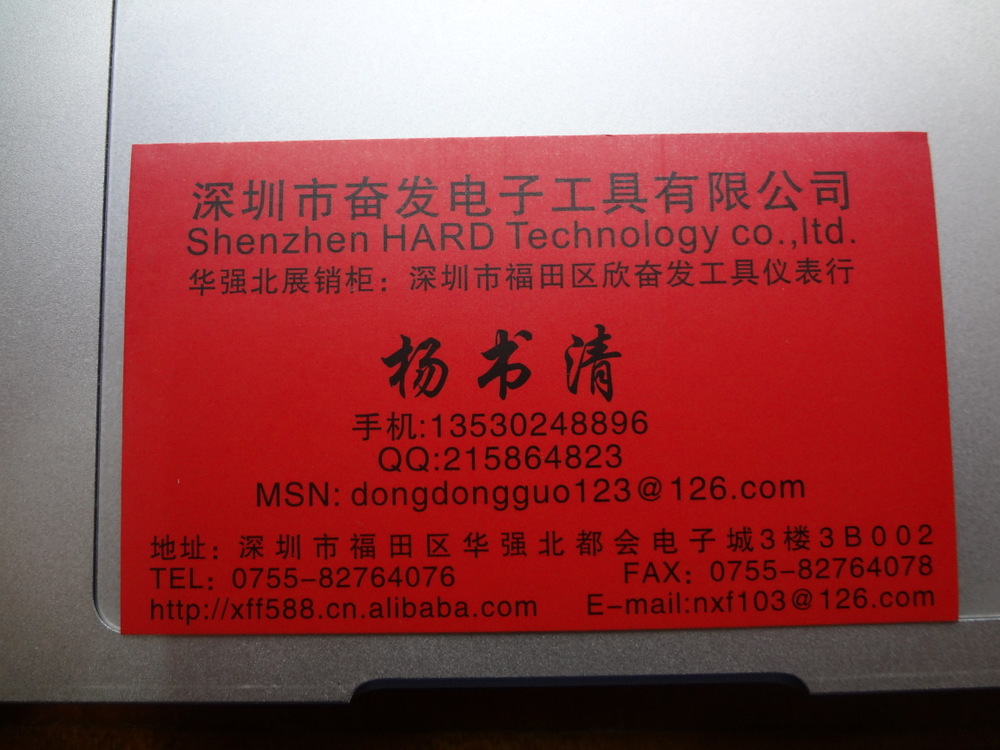 深圳市奋发电子工具有限公司
Shenzhen HARD Technology co.,ltd.
华强北展销柜：深圳市福田区欣奋发工具仪表行
杨书清
手机:13530248896
QQ:215864823
MSN: dongdongguo123@126.com
地址：深圳市福田区华强北都会电子城3楼3B002
TEL：0755-82764076 FAX：0755-82764078
http://xff588.cn.alibaba.com E-mail:nxf103@126.com